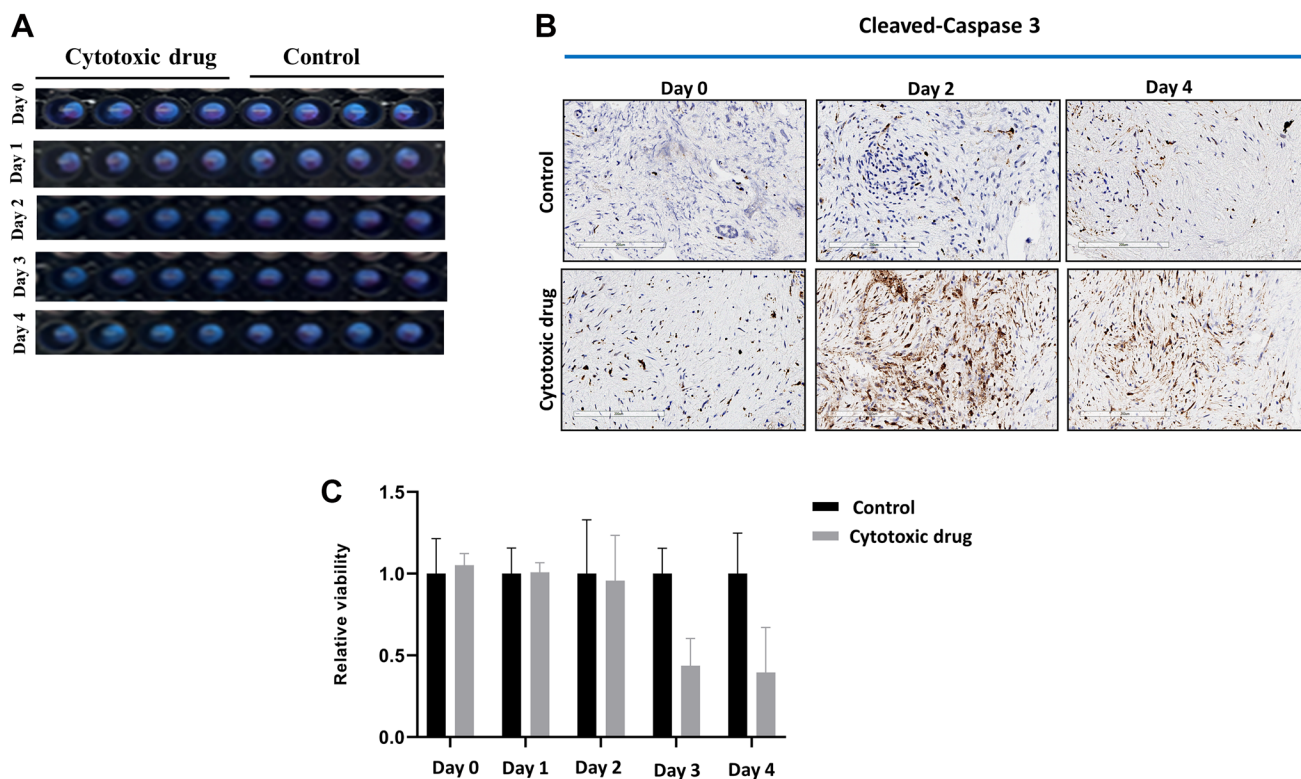 A
Cytotoxic drug
Control
Day 0
Day 1
Day 2
Day 3
Day 4
B
Cleaved-Caspase 3
Day 0
Day 2
Day 4
Control
Cytotoxic drug
C
1.5
1.0
0.5
0.0
Relative viability
Day 0
Day 1
Day 2
Day 3
Day 4
Control
Cytotoxic drug